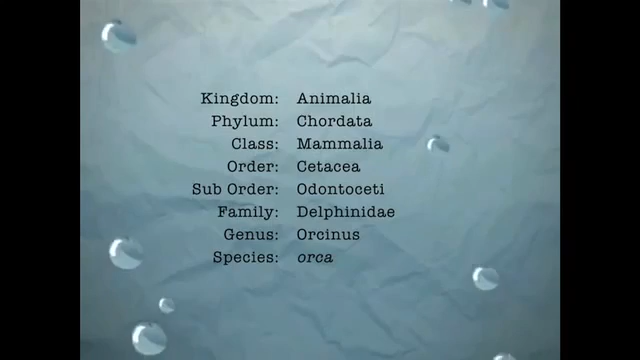 Kingdom: Animalia
Phylum: Chordata
Class: Mammalia
Order: Cetacea
Sub Order: Odontoceti
Family: Delphinidae
Genus: Orcinus
Species: orca